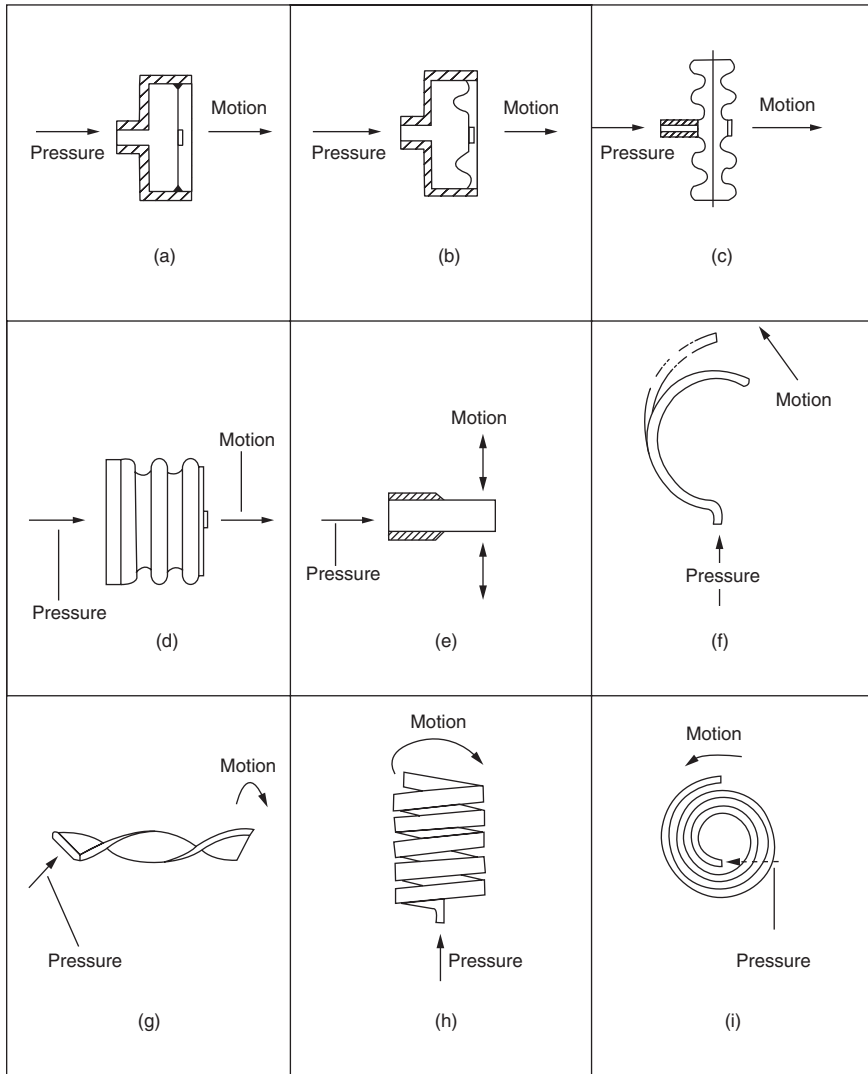 Motion
Pressure
(a)
Motion
Pressure
(b)
Motion
Pressure
(c)
Motion
Pressure
(d)
Motion
Pressure
(e)
Motion
Pressure
(f)
Motion
Pressure
(g)
Motion
Pressure
(h)
Motion
Pressure
(i)